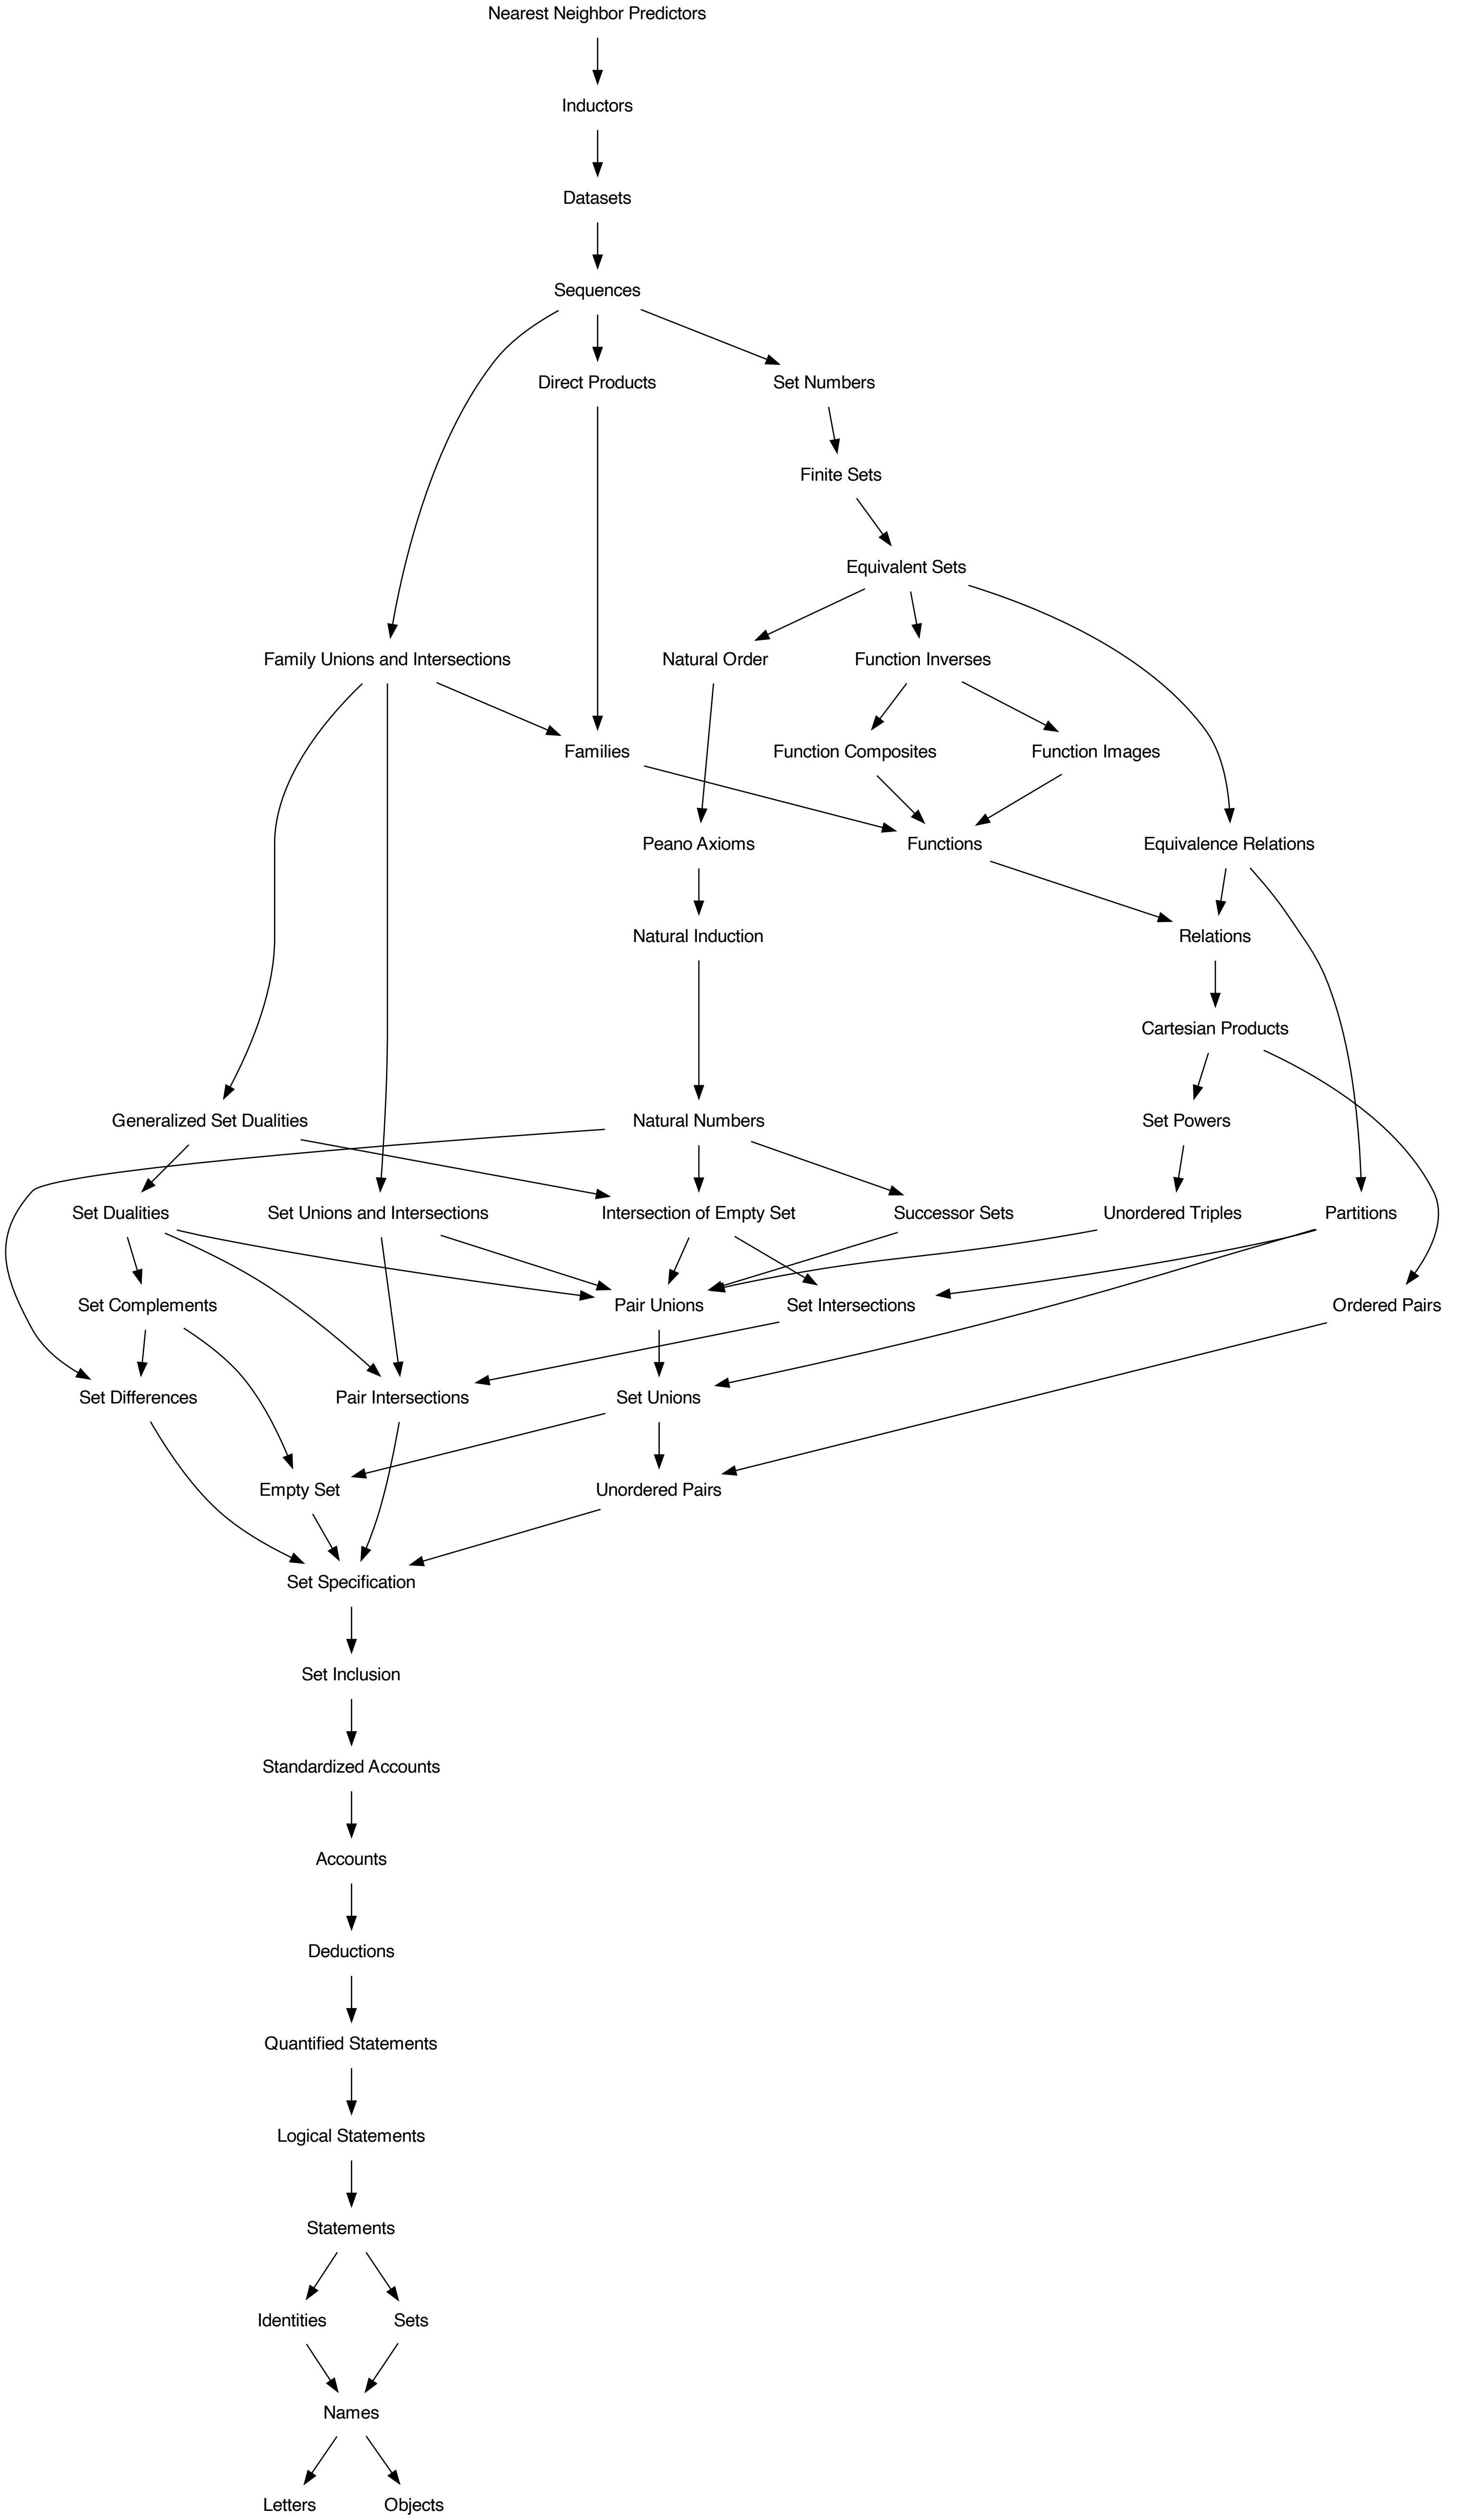 Nearest Neighbor Predictors
Inductors
Datasets
Sequences
Direct Products
Set Numbers
Finite Sets
Equivalent Sets
Family Unions and Intersections
Natural Order
Function Inverses
Families
Function Composites
Function Images
Peano Axioms
Functions
Equivalence Relations
Natural Induction
Relations
Cartesian Products
Generalized Set Dualities
Natural Numbers
Set Powers
Set Dualities
Set Unions and Intersections
Intersection of Empty Set
Successor Sets
Unordered Triples
Partitions
Set Complements
Pair Unions
Set Intersections
Ordered Pairs
Set Differences
Pair Intersections
Set Unions
Empty Set
Unordered Pairs
Set Specification
Set Inclusion
Standardized Accounts
Accounts
Deductions
Quantified Statements
Logical Statements
Statements
Identities
Sets
Names
Letters
Objects